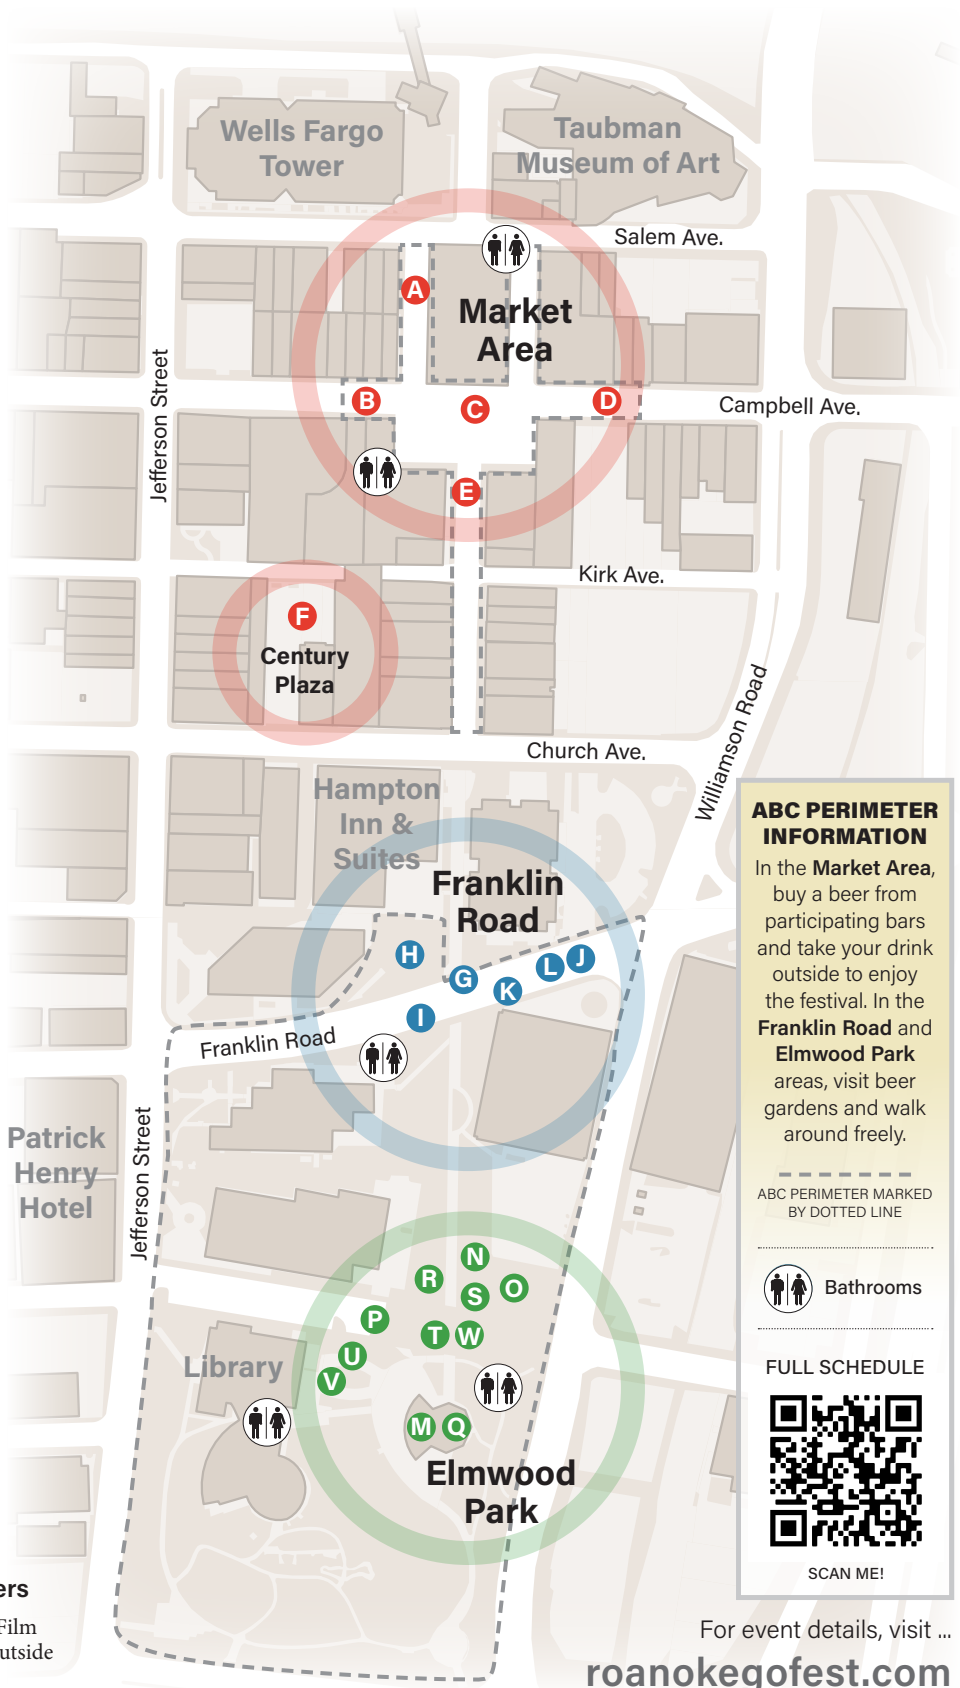 Wells Fargo
Tower
Taubman
Museum of Art
Salem Ave.
A
Market
Area
Jefferson Street
B
C
D
Campbell Ave.
E
Kirk Ave.
F
Century
Plaza
Church Ave.
Williamson Road
Hampton
Inn &
Suites
Franklin
Road
H
G
L
J
K
I
Franklin Road
Patrick
Henry
Hotel
Jefferson Street
N
R
O
S
P
T
W
U
V
Library
M
Q
Elmwood
Park
ABC PERIMETER
INFORMATION
In the Market Area,
buy a beer from
participating bars
and take your drink
outside to enjoy
the festival. In the
Franklin Road and
Elmwood Park
areas, visit beer
gardens and walk
around freely.
ABC PERIMETER MARKED
BY DOTTED LINE
Bathrooms
FULL SCHEDULE
SCAN ME!
ers
Film
utside
For event details, visit ...
roanokegofest.com